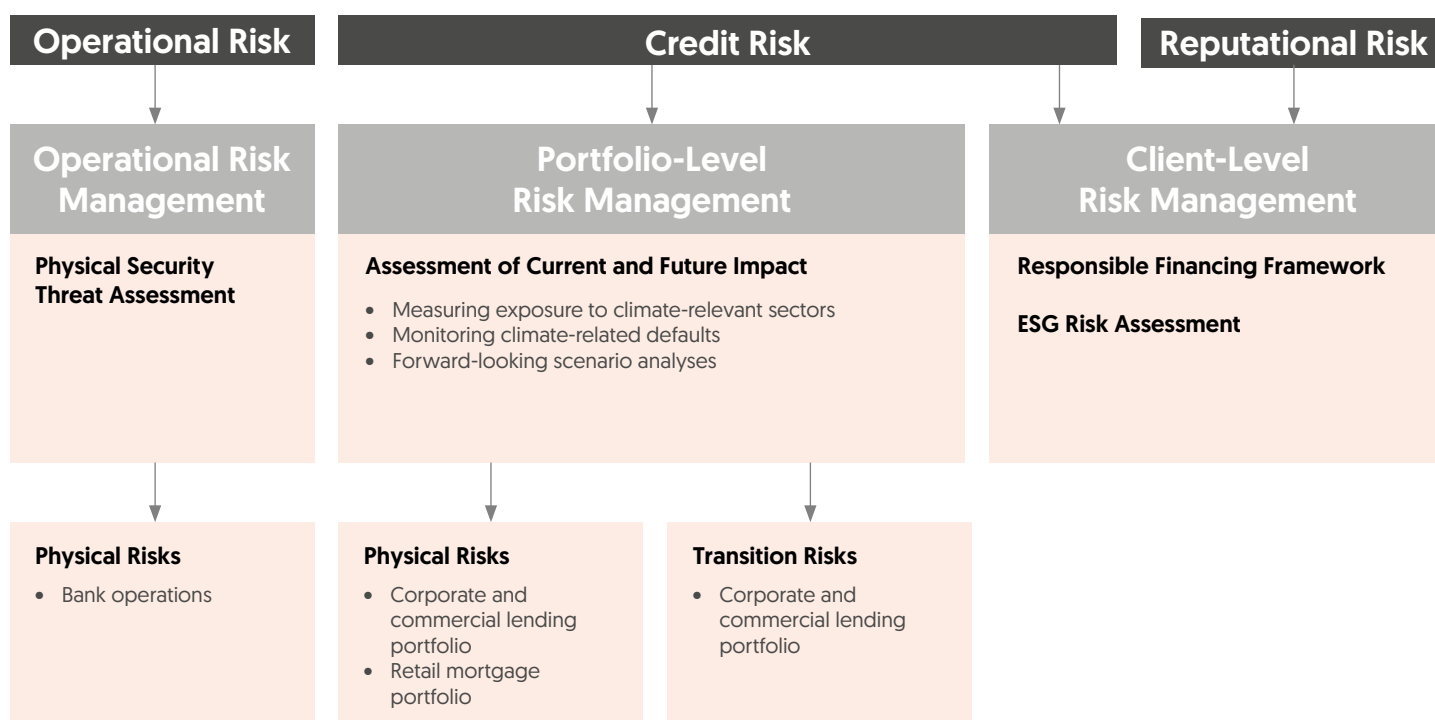 Operational Risk
Credit Risk
Reputational Risk
Operational Risk
Management
Portfolio-Level
Risk Management
Client-Level
Risk Management
Physical Security
Threat Assessment
Assessment of Current and Future Impact
• Measuring exposure to climate-relevant sectors
• Monitoring climate-related defaults
• Forward-looking scenario analyses
Responsible Financing Framework
ESG Risk Assessment
Physical Risks
• Bank operations
Physical Risks
• Corporate and
commercial lending
portfolio
• Retail mortgage
portfolio
Transition Risks
• Corporate and
commercial lending
portfolio